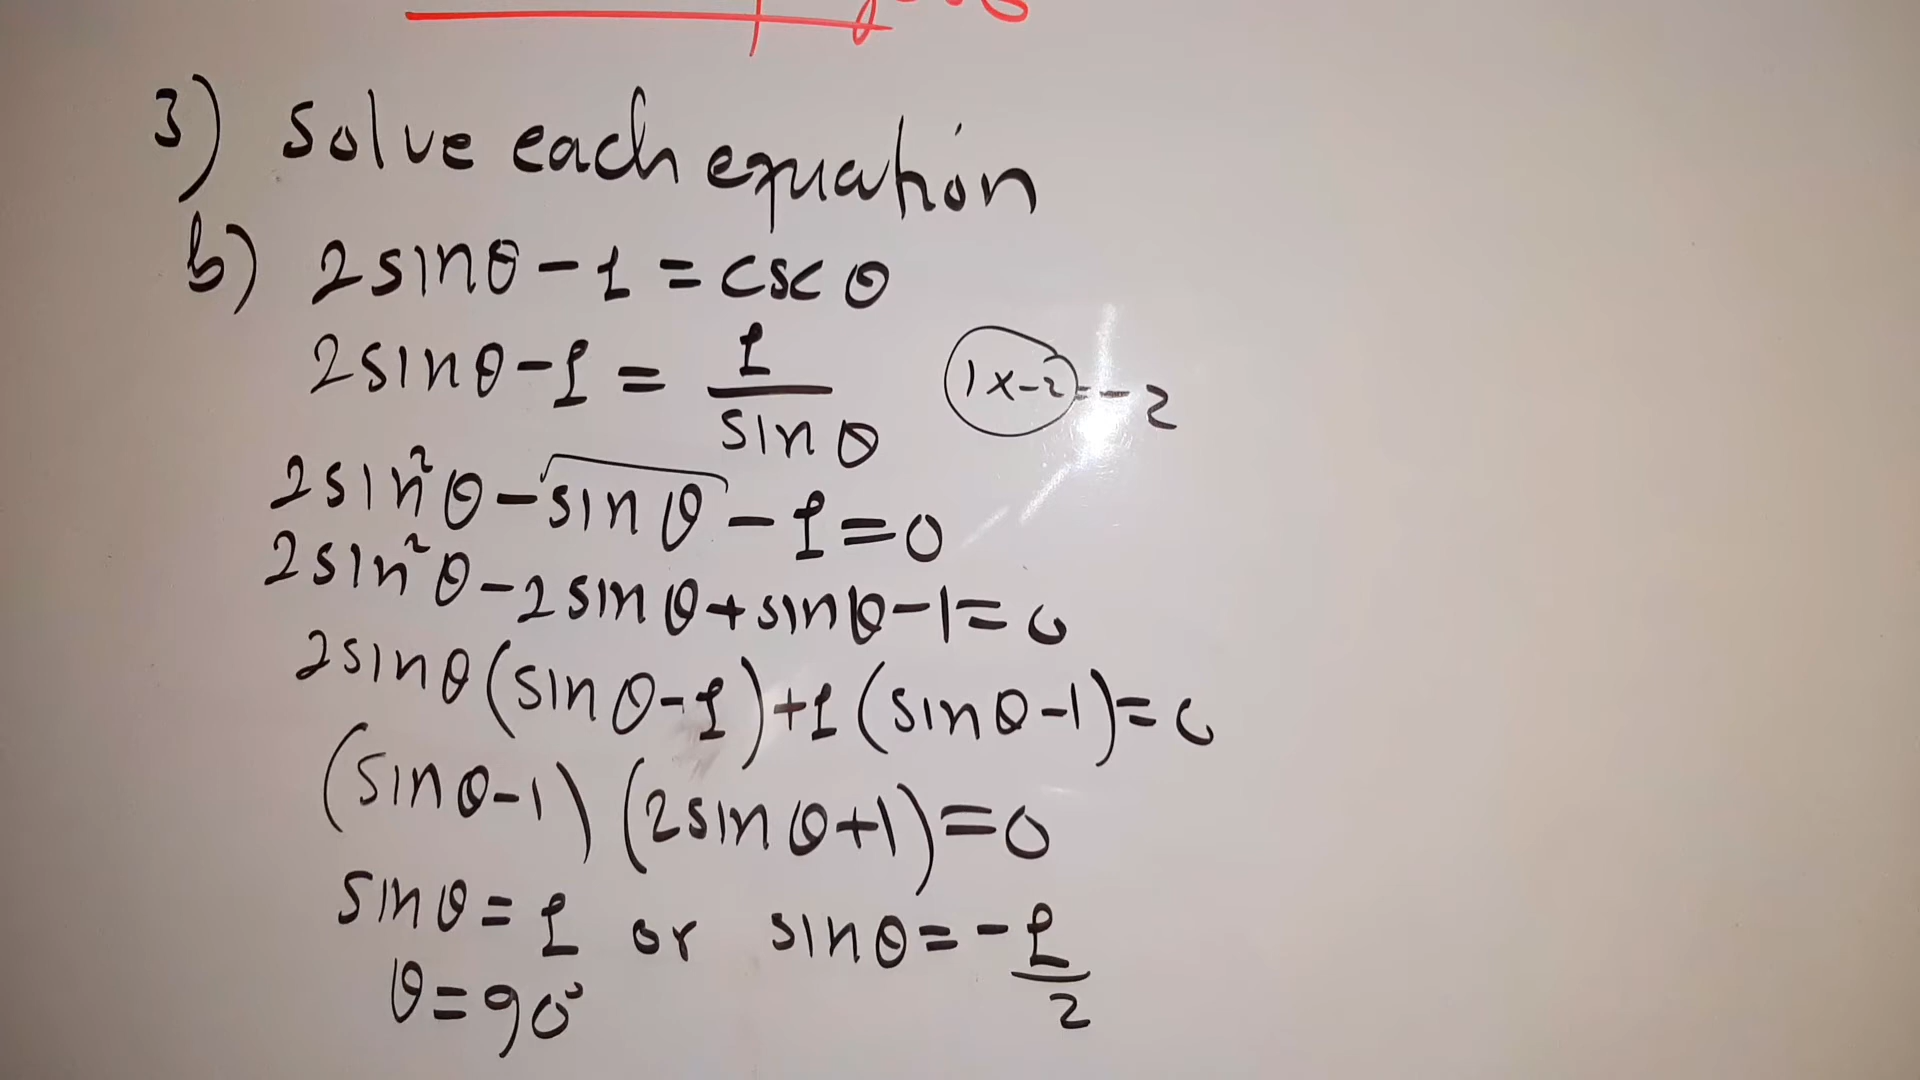 3) Solve each equation
b) 2sinθ-1=cscθ
2sinθ-1=1/sinθ
1x-2=-2
2sin²θ-sinθ-1=0
2sin²θ-2sinθ+sinθ-1=0
2sinθ(sinθ-1)+1(sinθ-1)=0
(sinθ-1)(2sinθ+1)=0
sinθ=1 or sinθ=-1/2
θ=90°